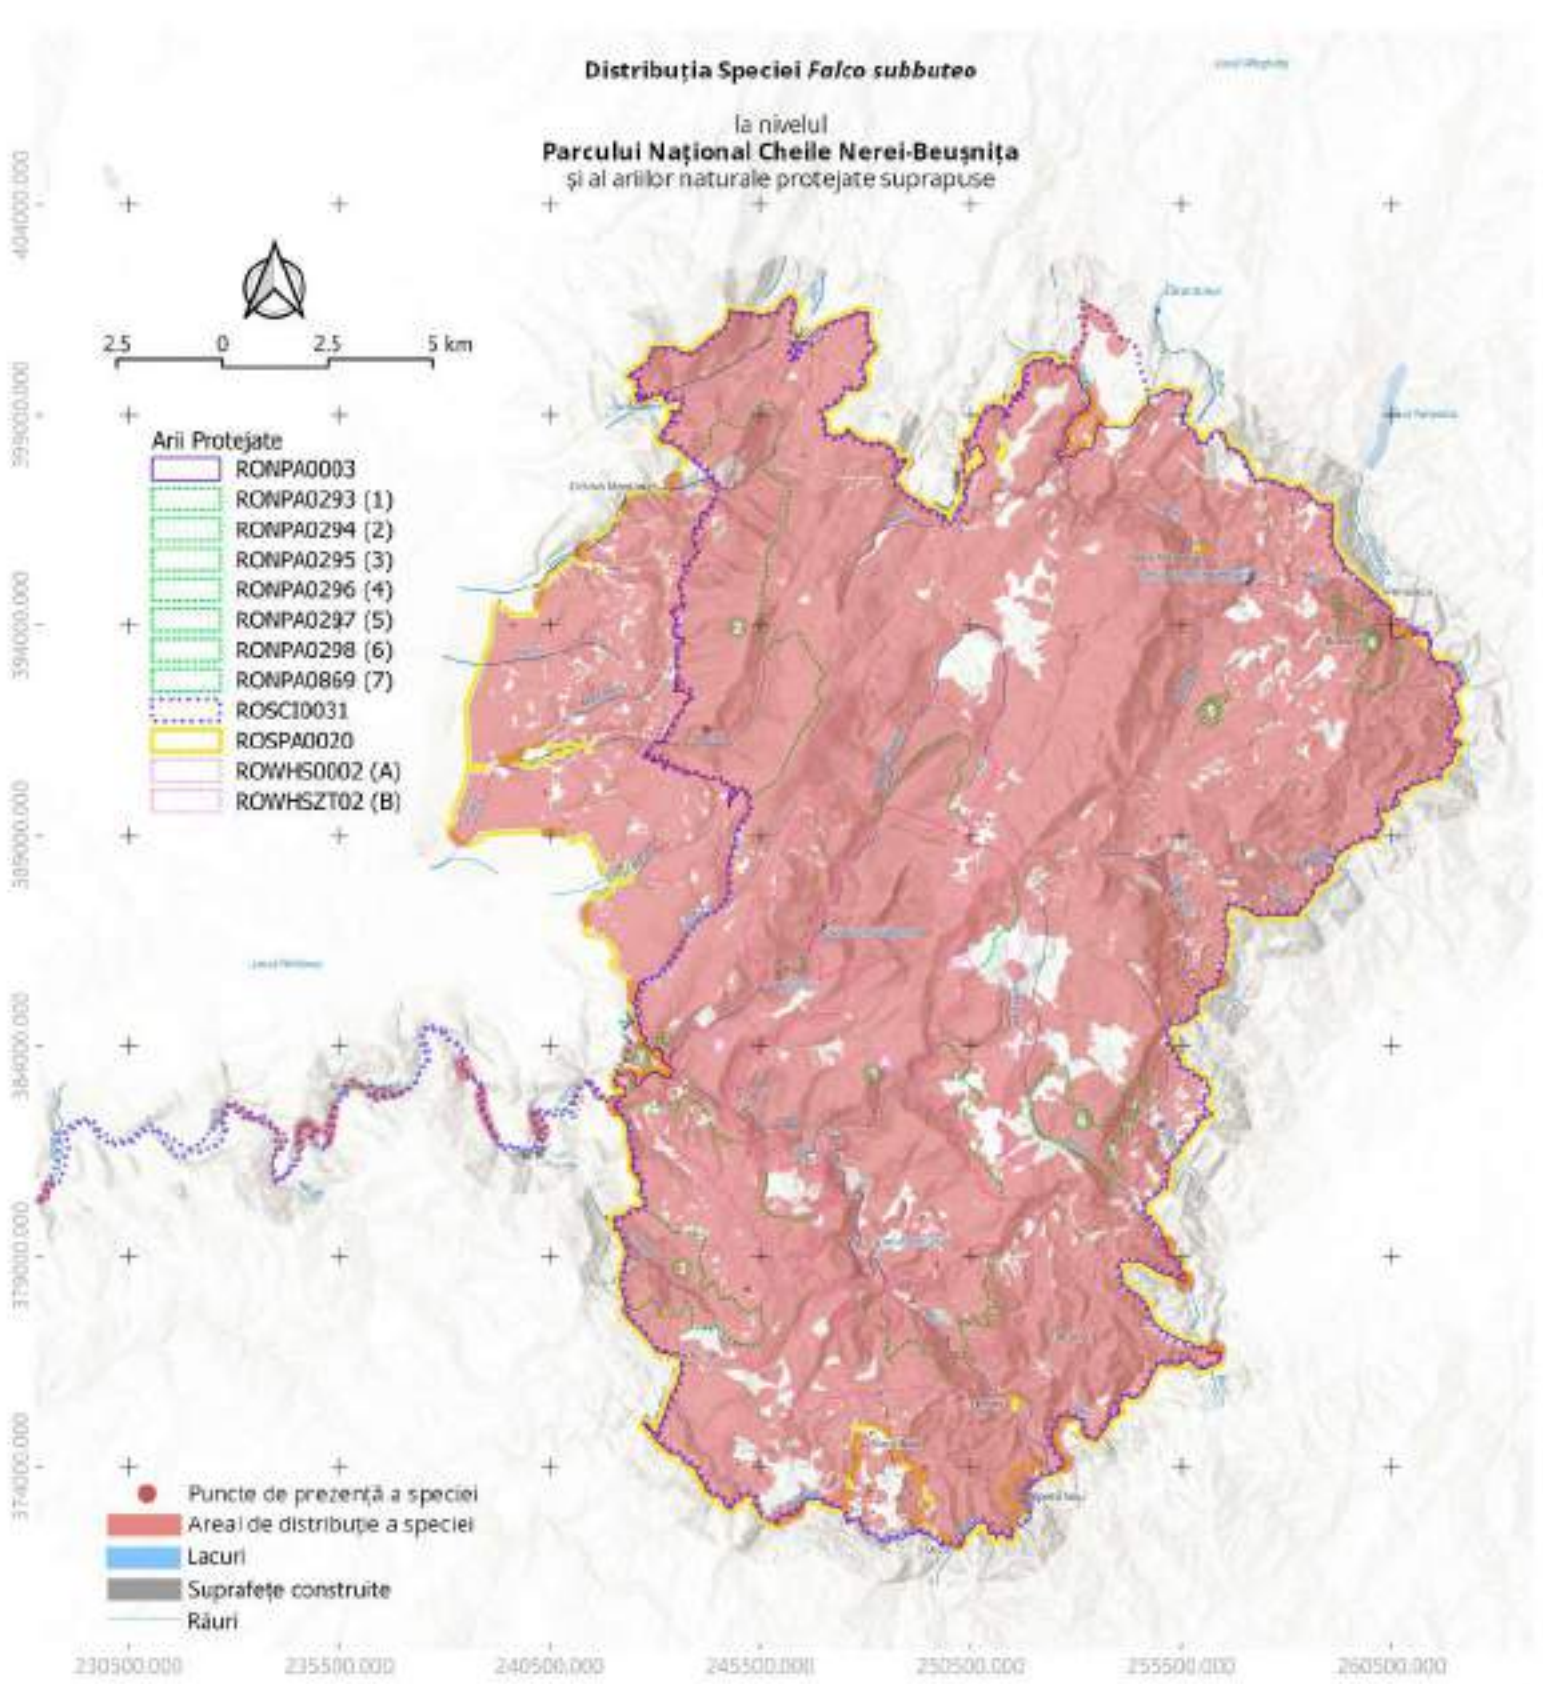 Distribuția Speciei Falco subbuteo
la nivelul
Parcului Național Cheile Nerei-Beușnița
și al ariilor naturale protejate suprapuse
404000.000
399000.000
394000.000
389000.000
384000.000
379000.000
374000.000
2.5 0 2.5 5 km
Arii Protejate
RONPA0003
RONPA0293 (1)
RONPA0294 (2)
RONPA0295 (3)
RONPA0296 (4)
RONPA0297 (5)
RONPA0298 (6)
RONPA0869 (7)
ROSCI0031
ROSPA0020
ROWHS0002 (A)
ROWHSZT02 (B)
2
Puncte de prezență a speciei
Areal de distribuție a speciei
Lacuri
Suprafețe construite
Râuri
230500.000 235500.000 240500.000 245500.000 250500.000 255500.000 260500.000